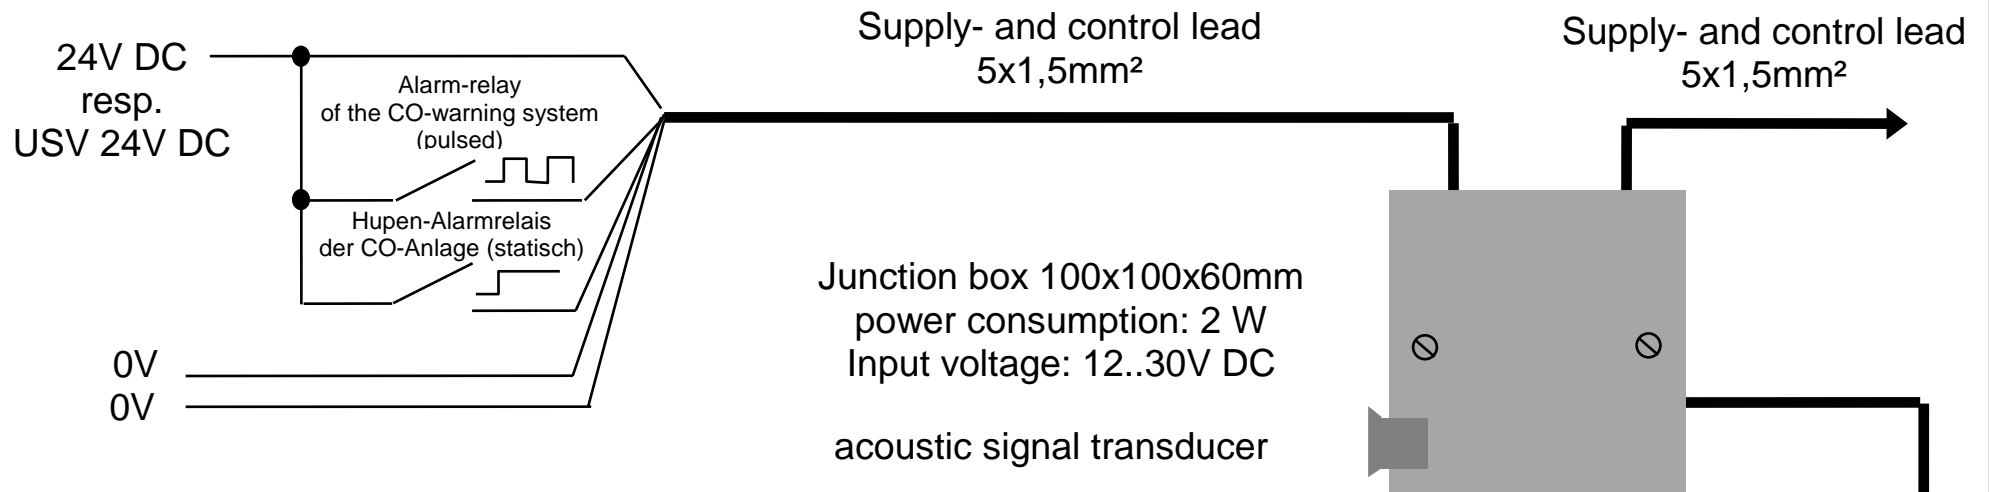 Supply- and control lead
5x1,5mm²
Supply- and control lead
5x1,5mm²
24V DC
resp.
USV 24V DC
Alarm-relay
of the CO-warning system
(pulsed)
Hupen-Alarmrelais
der CO-Anlage (statisch)
Junction box 100x100x60mm
power consumption: 2 W
Input voltage: 12..30V DC
0V
0V
acoustic signal transducer